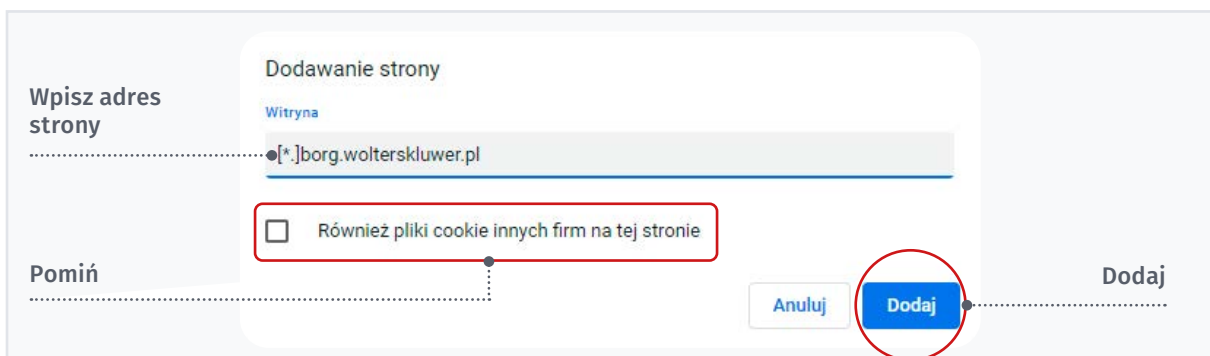 Dodawanie strony
Wpisz adres
strony
Witryna
[*.]borg.wolterskluwer.pl
Również pliki cookie innych firm na tej stronie
Pomiń
Anuluj
Dodaj
Dodaj